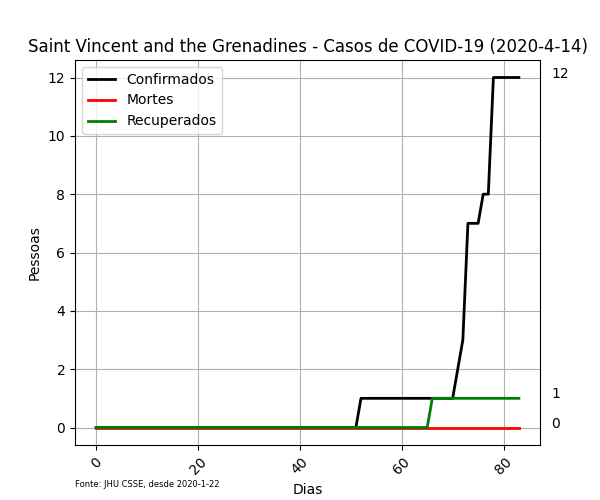 Saint Vincent and the Grenadines - Casos de COVID-19 (2020-4-14)
Confirmados
Mortes
Recuperados
12
10
8
6
4
2
0
Pessoas
12
1
0
0
20
40
60
80
Fonte: JHU CSSE, desde 2020-1-22
Dias